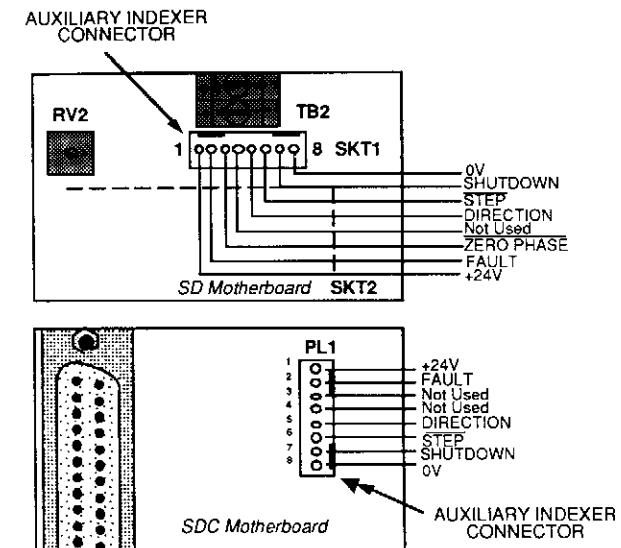 AUXILIARY INDEXER
CONNECTOR
RV2
TB2
1
8 SKT1
0V
SHUTDOWN
STEP
DIRECTION
Not Used
ZERO PHASE
FAULT
+24V
SD Motherboard
SKT2
PL1
1
2
3
4
5
6
7
8
+24V
FAULT
Not Used
Not Used
DIRECTION
STEP
SHUTDOWN
0V
AUXILIARY INDEXER
CONNECTOR
SDC Motherboard